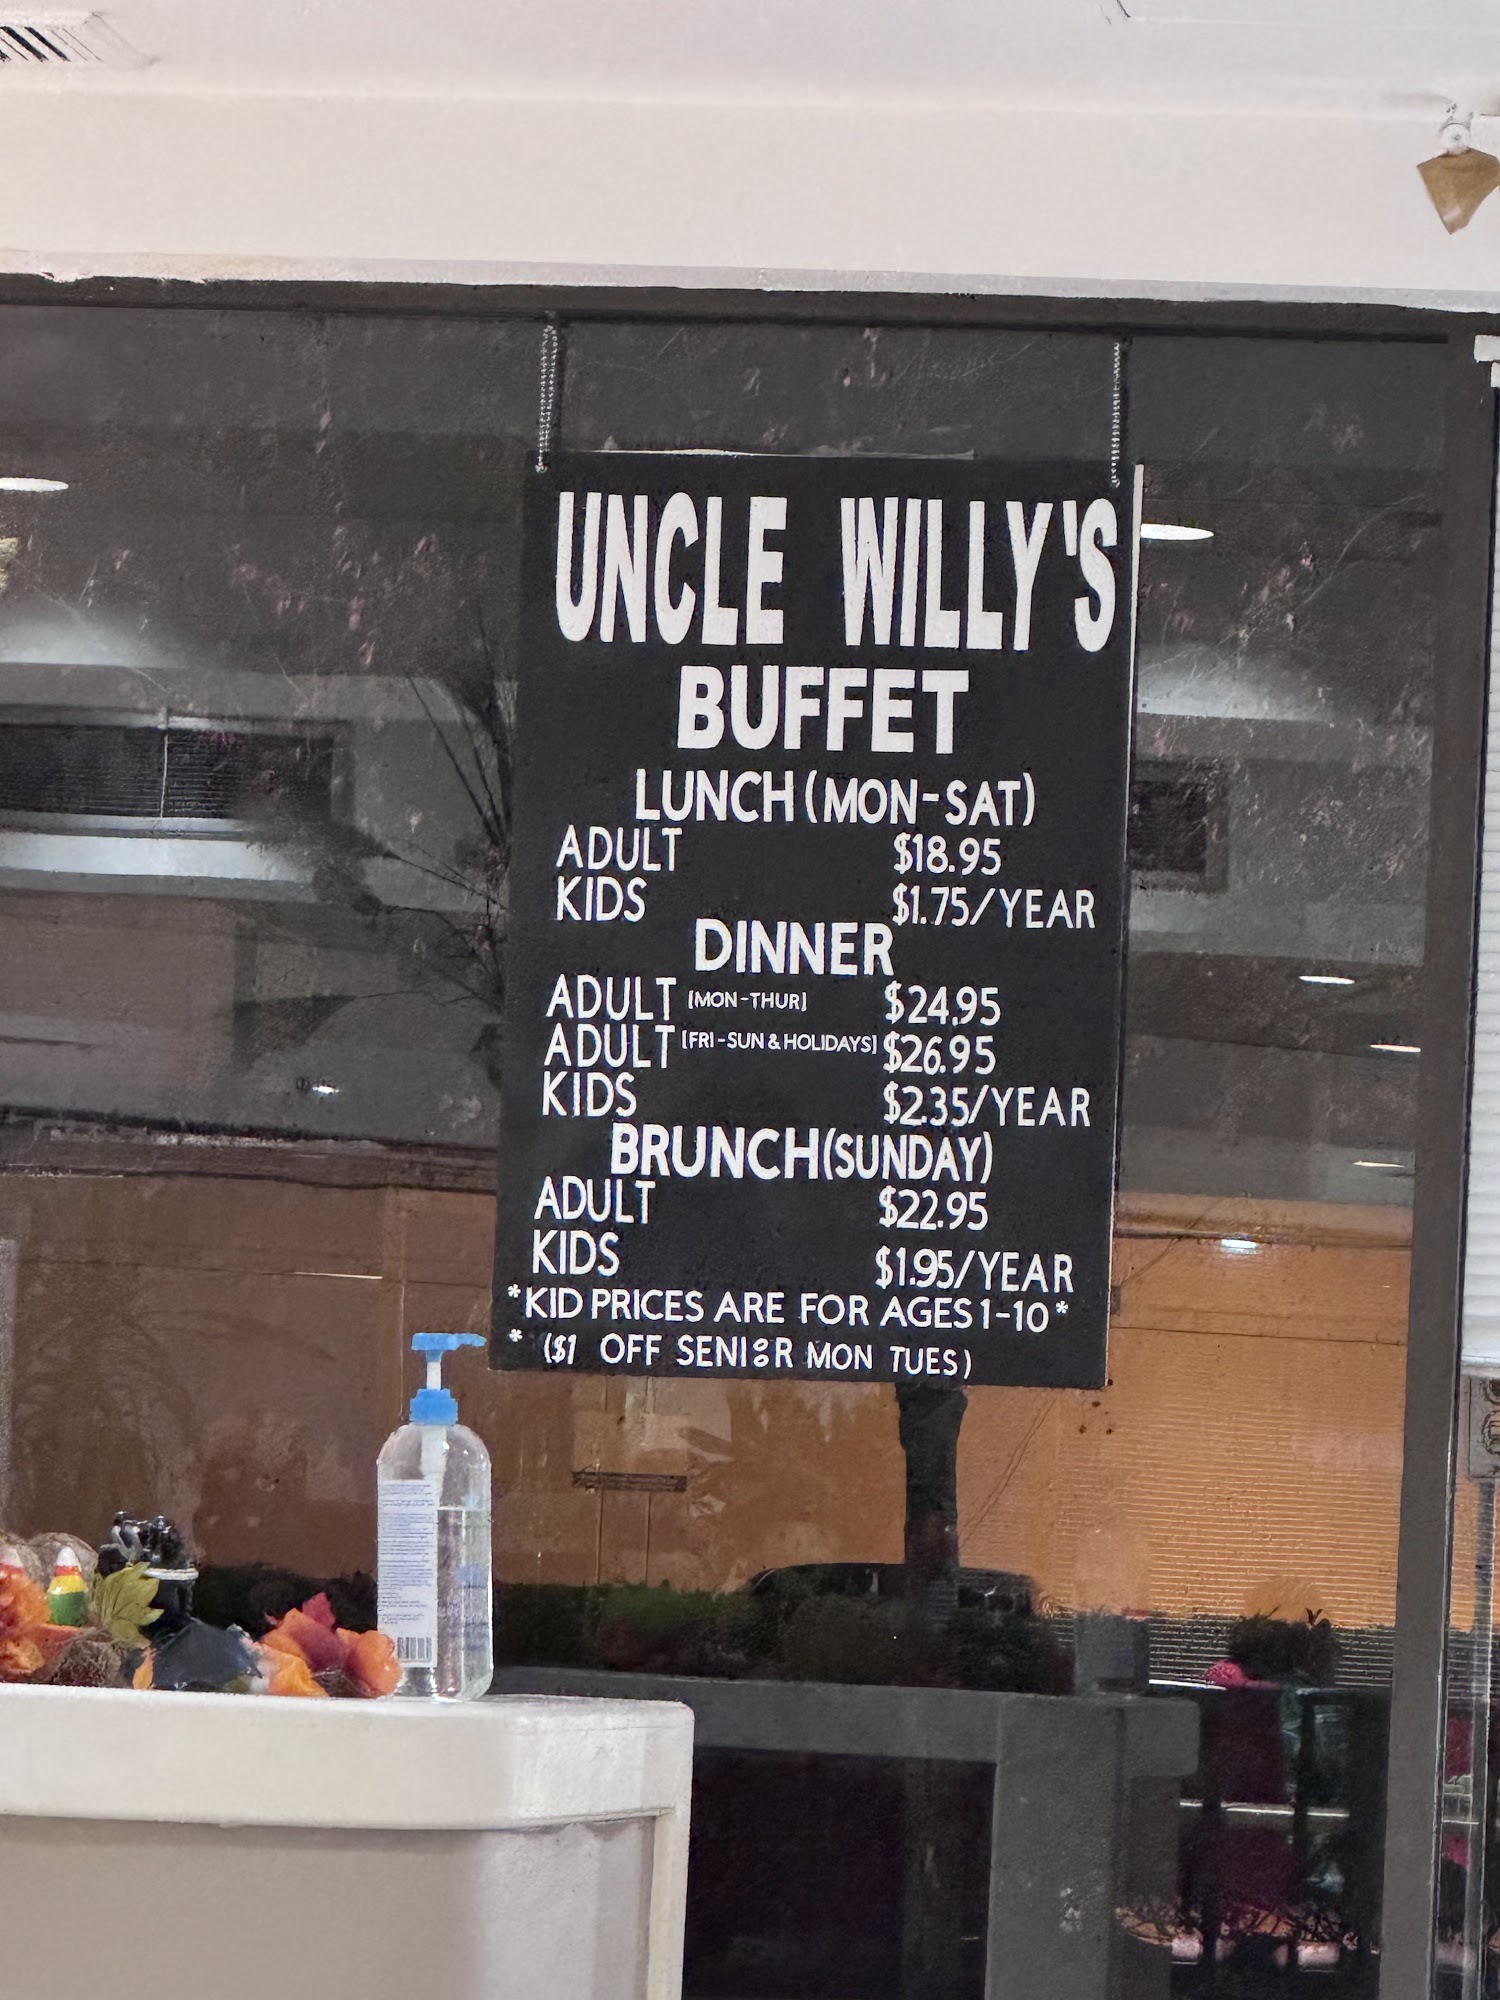 UNCLE WILLY'S
BUFFET
LUNCH (MON-SAT)
ADULT $18.95
KIDS $1.75/YEAR
DINNER
ADULT [MON-THUR] $24.95
ADULT [FRI-SUN & HOLIDAYS] $26.95
KIDS $2.35/YEAR
BRUNCH (SUNDAY)
ADULT $22.95
KIDS $1.95/YEAR
*KID PRICES ARE FOR AGES 1-10*
* ($1 OFF SENIOR MON TUES)